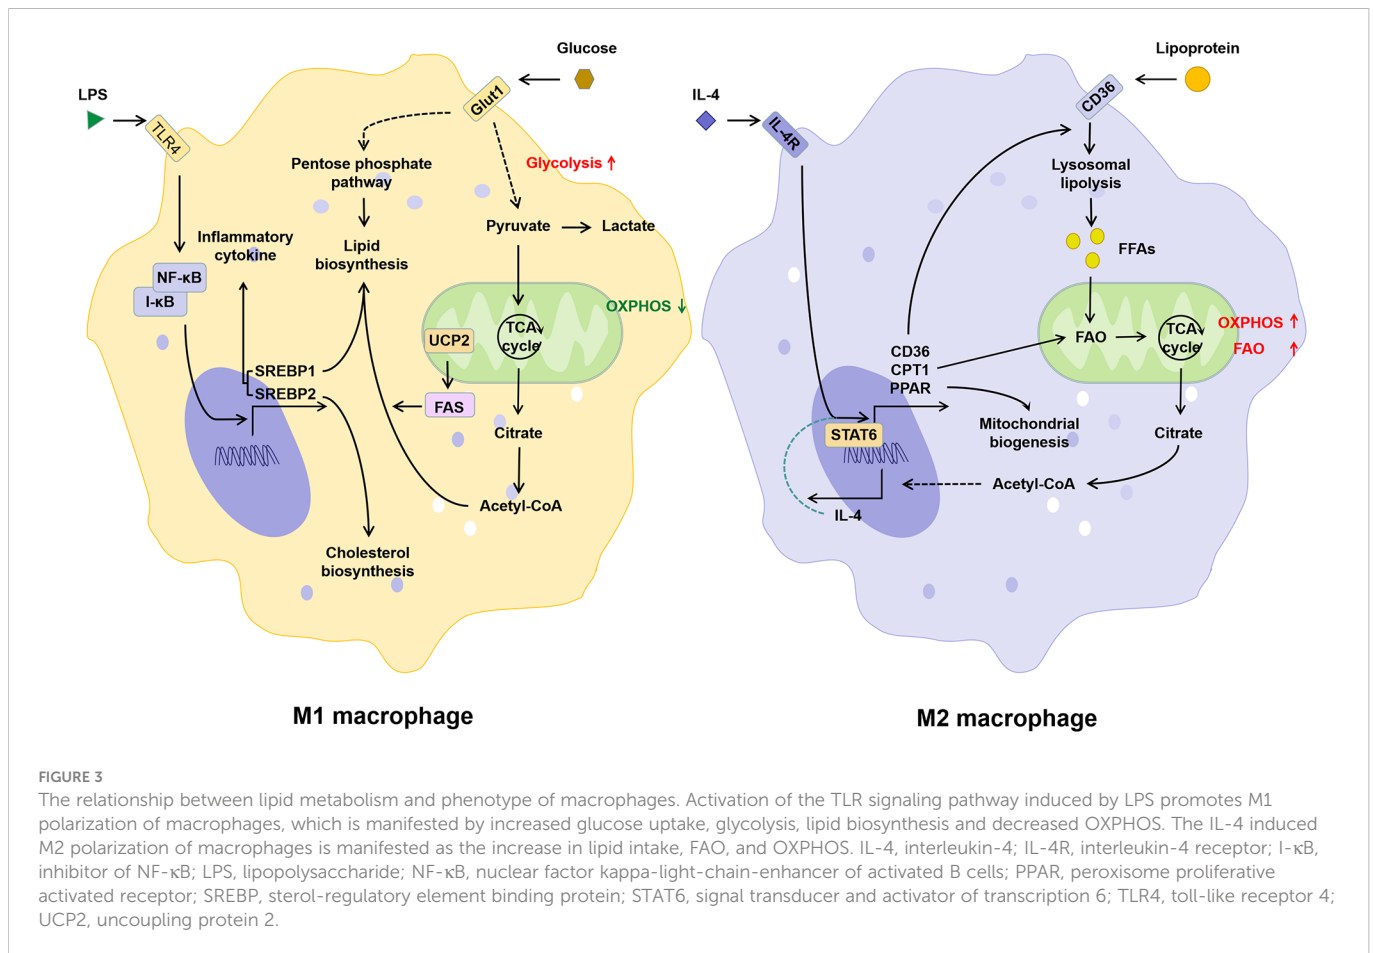 Glucose
LPS
Glut1
TLR4
Pentose phosphate
pathway
Glycolysis
Pyruvate
Lactate
Inflammatory
cytokine
Lipid
biosynthesis
NF-κB
I-κB
OXPHOS
UCP2
TCA
cycle
SREBP1
SREBP2
FAS
Citrate
Acetyl-CoA
Cholesterol
biosynthesis
M1 macrophage
Lipoprotein
IL-4
CD36
IL-4R
Lysosomal
lipolysis
FFAs
FAO
TCA
cycle
OXPHOS
FAO
CD36
CPT1
PPAR
STAT6
Mitochondrial
biogenesis
Citrate
Acetyl-CoA
IL-4
M2 macrophage
FIGURE 3
The relationship between lipid metabolism and phenotype of macrophages. Activation of the TLR signaling pathway induced by LPS promotes M1
polarization of macrophages, which is manifested by increased glucose uptake, glycolysis, lipid biosynthesis and decreased OXPHOS. The IL-4 induced
M2 polarization of macrophages is manifested as the increase in lipid intake, FAO, and OXPHOS. IL-4, interleukin-4; IL-4R, interleukin-4 receptor; I-κB,
inhibitor of NF-κB; LPS, lipopolysaccharide; NF-κB, nuclear factor kappa-light-chain-enhancer of activated B cells; PPAR, peroxisome proliferative
activated receptor; SREBP, sterol-regulatory element binding protein; STAT6, signal transducer and activator of transcription 6; TLR4, toll-like receptor 4;
UCP2, uncoupling protein 2.